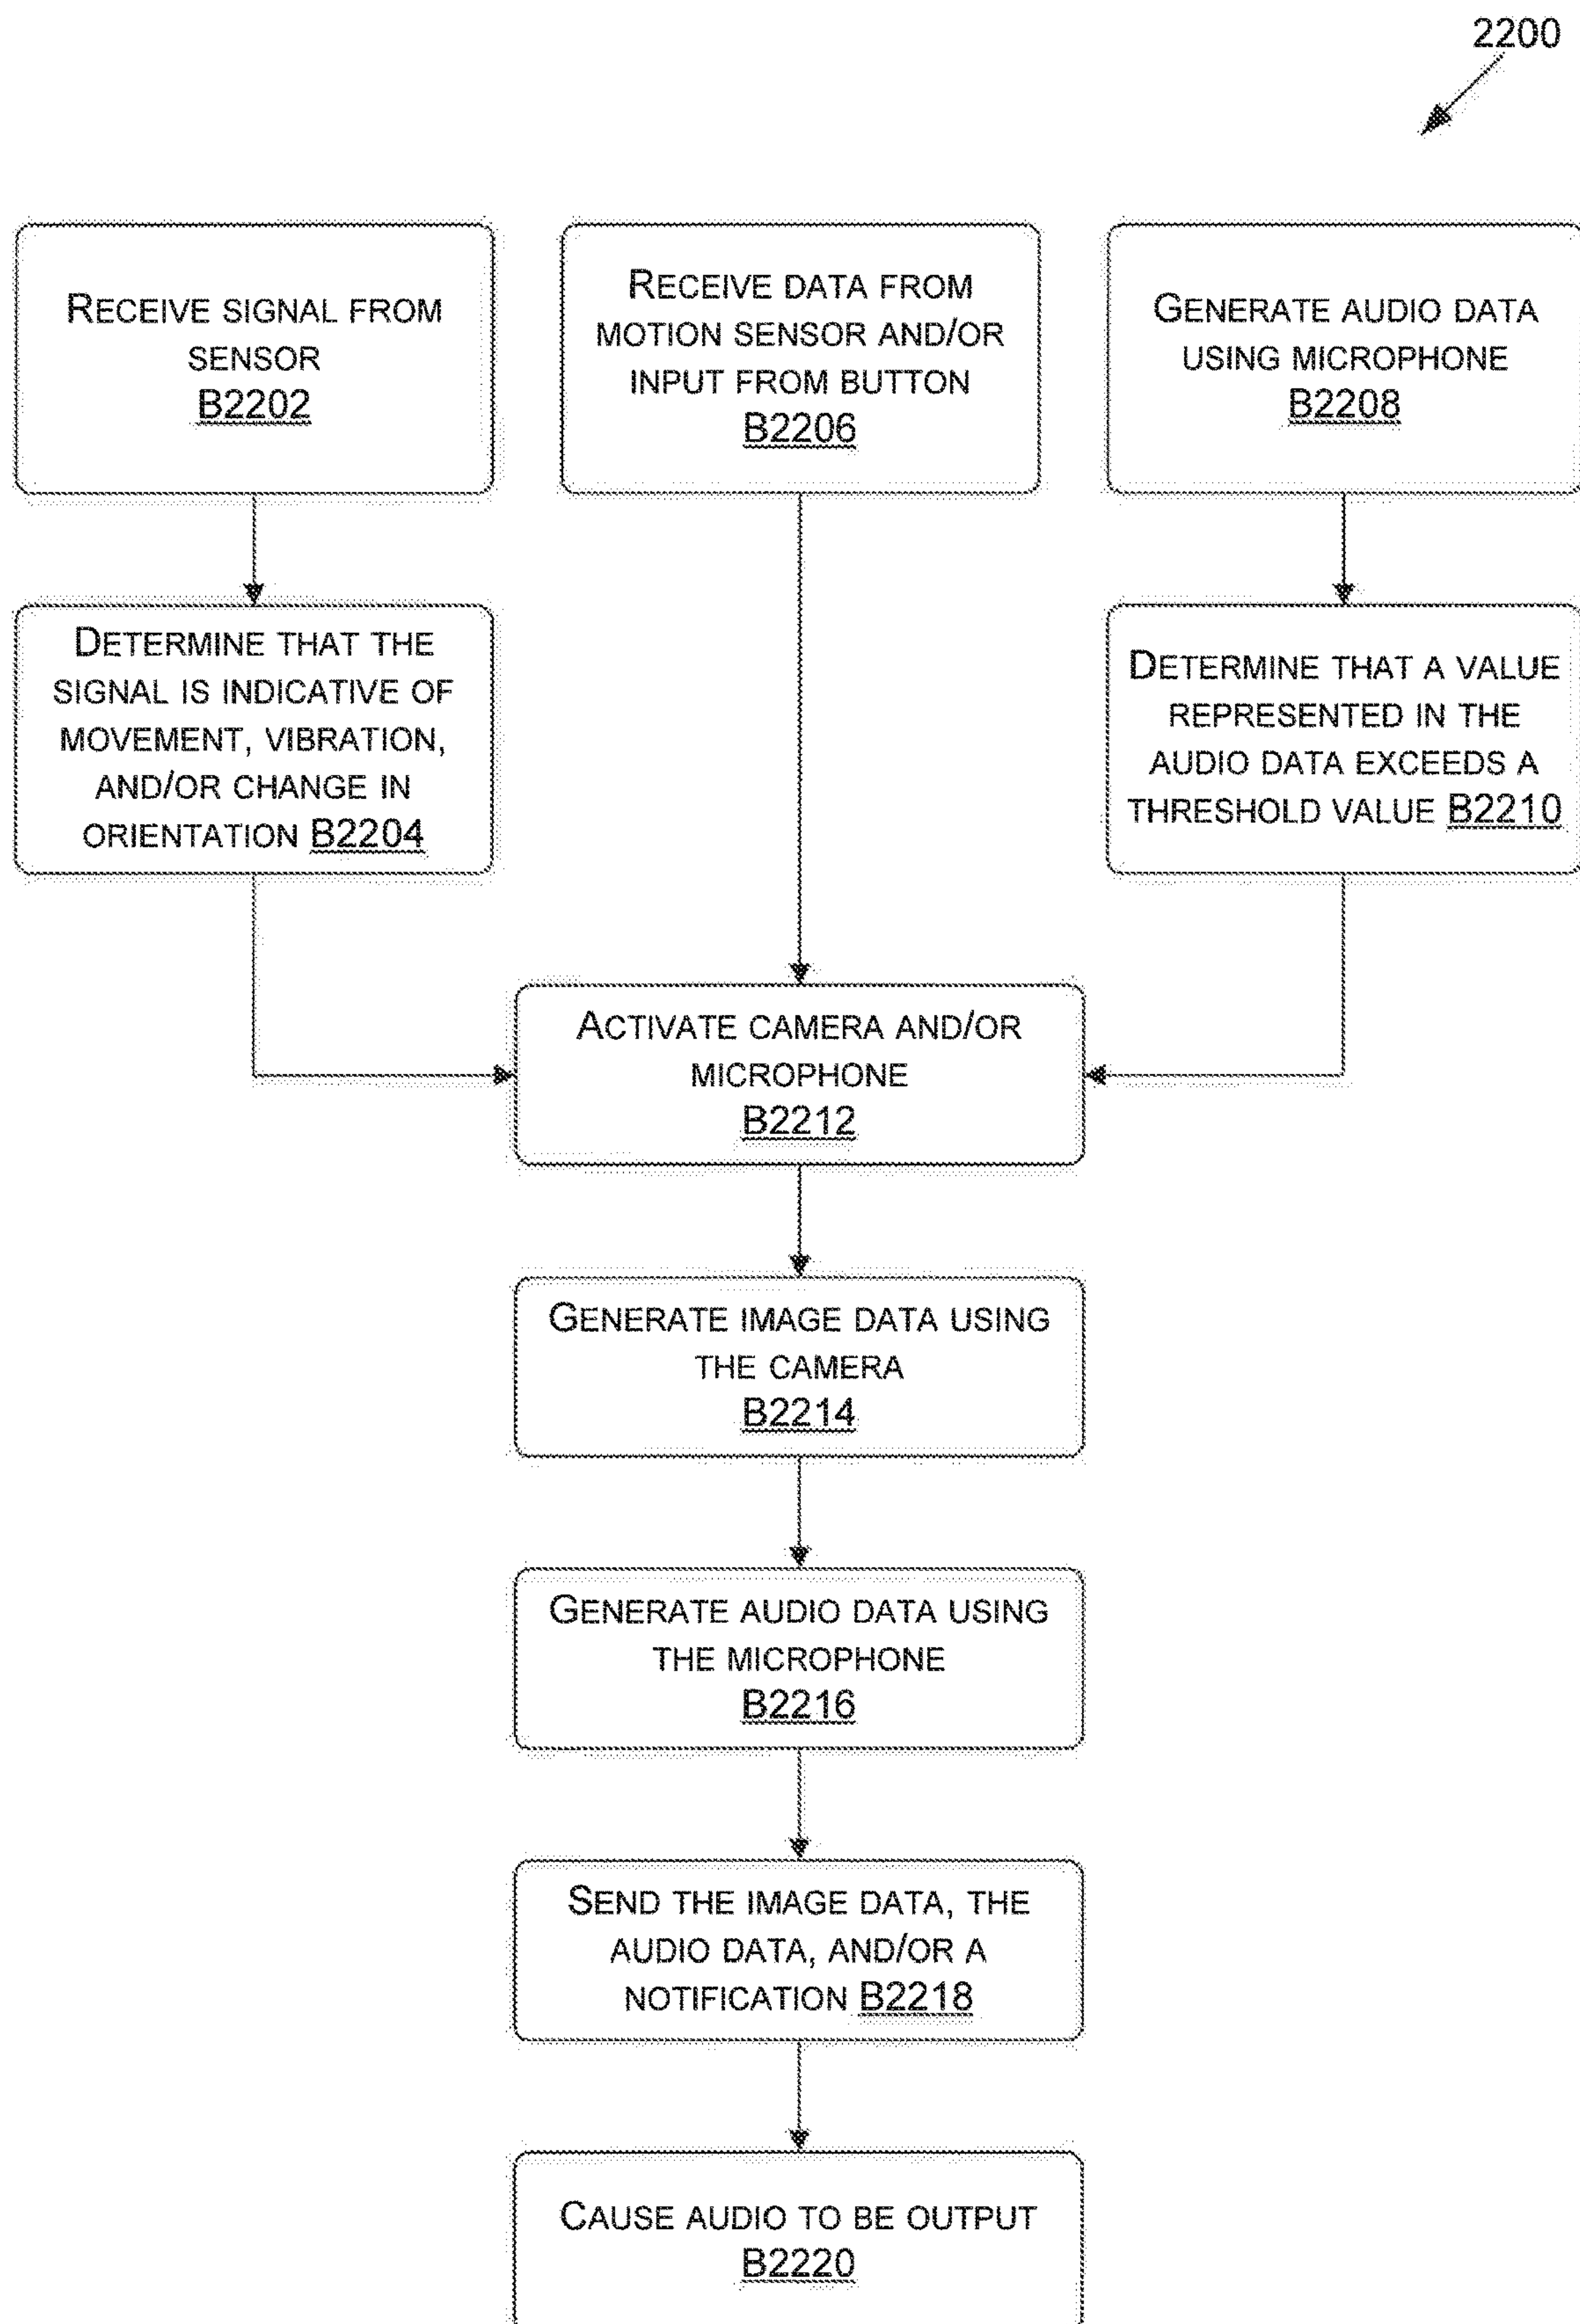 2200
RECEIVE SIGNAL FROM
SENSOR
B2202
RECEIVE DATA FROM
MOTION SENSOR AND/OR
INPUT FROM BUTTON
B2206
GENERATE AUDIO DATA
USING MICROPHONE
B2208
DETERMINE THAT THE
SIGNAL IS INDICATIVE OF
MOVEMENT, VIBRATION,
AND/OR CHANGE IN
ORIENTATION B2204
DETERMINE THAT A VALUE
REPRESENTED IN THE
AUDIO DATA EXCEEDS A
THRESHOLD VALUE B2210
ACTIVATE CAMERA AND/OR
MICROPHONE
B2212
GENERATE IMAGE DATA USING
THE CAMERA
B2214
GENERATE AUDIO DATA USING
THE MICROPHONE
B2216
SEND THE IMAGE DATA, THE
AUDIO DATA, AND/OR A
NOTIFICATION B2218
CAUSE AUDIO TO BE OUTPUT
B2220